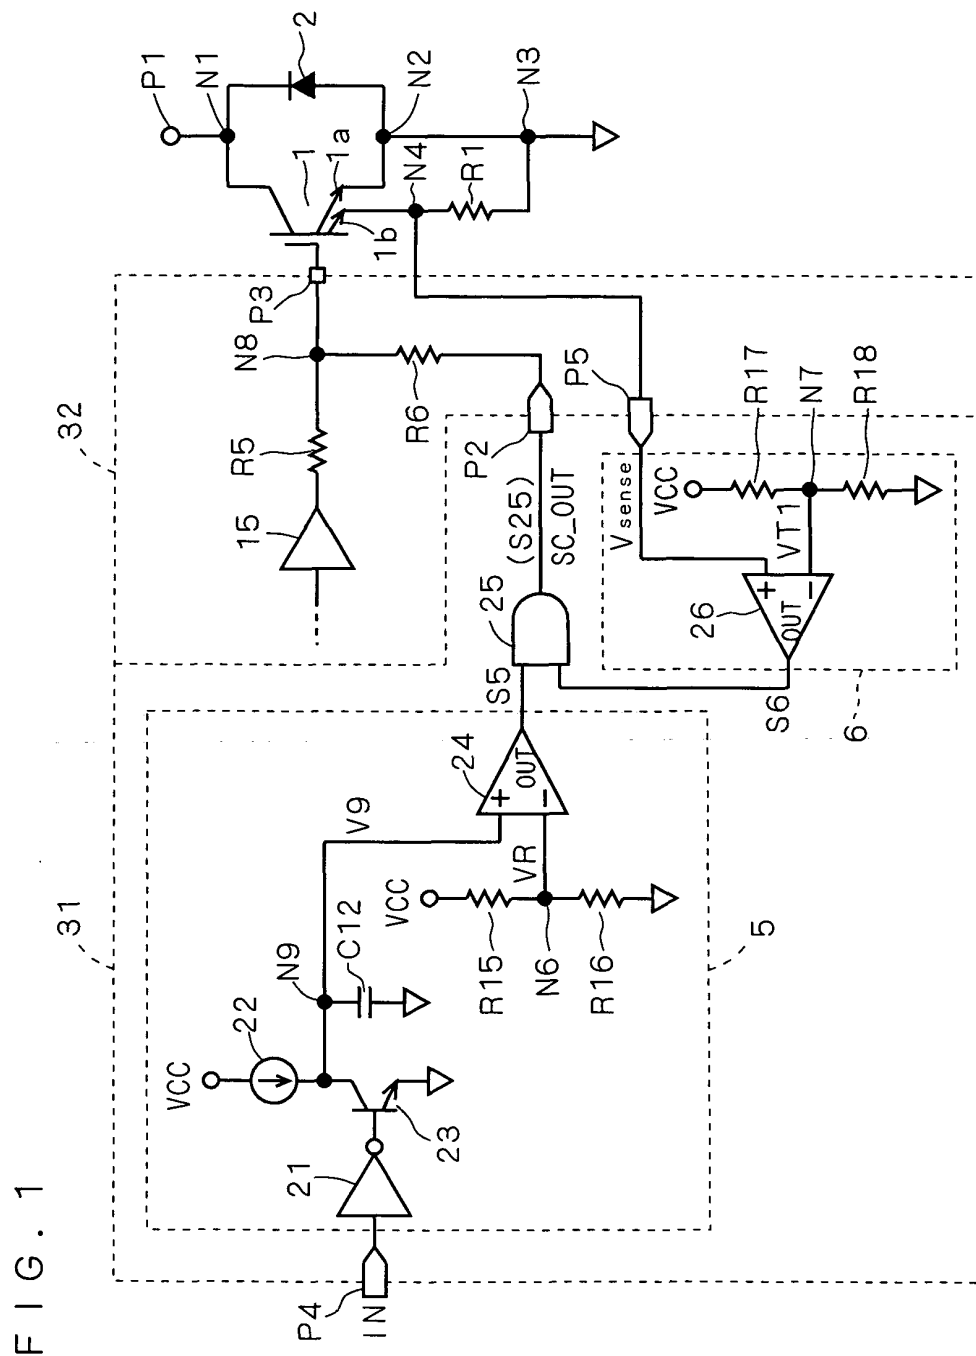 FIG. 1
P1
N1
2
1
1a
N2
N3
N4
R1
1b
P3
N8
R6
R5
15
32
P2
P5
(S25)
SC_OUT
25
Vsense
VCC
R17
VT1
N7
R18
26
+
−
OUT
S5
S6
6
24
+
−
OUT
V9
VR
VCC
R15
N6
R16
5
31
N9
C12
22
VCC
23
21
P4
IN